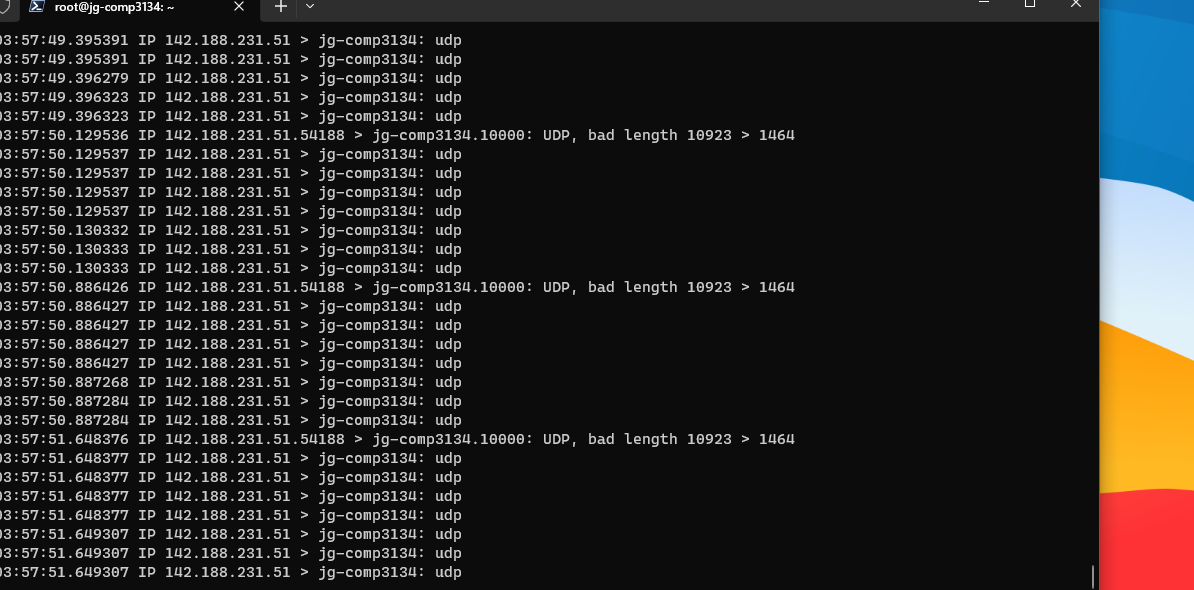 root@jg-comp3134: ~
03:57:49.395391 IP 142.188.231.51 > jg-comp3134: udp
03:57:49.395391 IP 142.188.231.51 > jg-comp3134: udp
03:57:49.396279 IP 142.188.231.51 > jg-comp3134: udp
03:57:49.396323 IP 142.188.231.51 > jg-comp3134: udp
03:57:49.396323 IP 142.188.231.51 > jg-comp3134: udp
03:57:50.129536 IP 142.188.231.51.54188 > jg-comp3134.10000: UDP, bad length 10923 > 1464
03:57:50.129537 IP 142.188.231.51 > jg-comp3134: udp
03:57:50.129537 IP 142.188.231.51 > jg-comp3134: udp
03:57:50.129537 IP 142.188.231.51 > jg-comp3134: udp
03:57:50.129537 IP 142.188.231.51 > jg-comp3134: udp
03:57:50.130332 IP 142.188.231.51 > jg-comp3134: udp
03:57:50.130333 IP 142.188.231.51 > jg-comp3134: udp
03:57:50.130333 IP 142.188.231.51 > jg-comp3134: udp
03:57:50.886426 IP 142.188.231.51.54188 > jg-comp3134.10000: UDP, bad length 10923 > 1464
03:57:50.886427 IP 142.188.231.51 > jg-comp3134: udp
03:57:50.886427 IP 142.188.231.51 > jg-comp3134: udp
03:57:50.886427 IP 142.188.231.51 > jg-comp3134: udp
03:57:50.886427 IP 142.188.231.51 > jg-comp3134: udp
03:57:50.887268 IP 142.188.231.51 > jg-comp3134: udp
03:57:50.887284 IP 142.188.231.51 > jg-comp3134: udp
03:57:50.887284 IP 142.188.231.51 > jg-comp3134: udp
03:57:51.648376 IP 142.188.231.51.54188 > jg-comp3134.10000: UDP, bad length 10923 > 1464
03:57:51.648377 IP 142.188.231.51 > jg-comp3134: udp
03:57:51.648377 IP 142.188.231.51 > jg-comp3134: udp
03:57:51.648377 IP 142.188.231.51 > jg-comp3134: udp
03:57:51.648377 IP 142.188.231.51 > jg-comp3134: udp
03:57:51.649307 IP 142.188.231.51 > jg-comp3134: udp
03:57:51.649307 IP 142.188.231.51 > jg-comp3134: udp
03:57:51.649307 IP 142.188.231.51 > jg-comp3134: udp